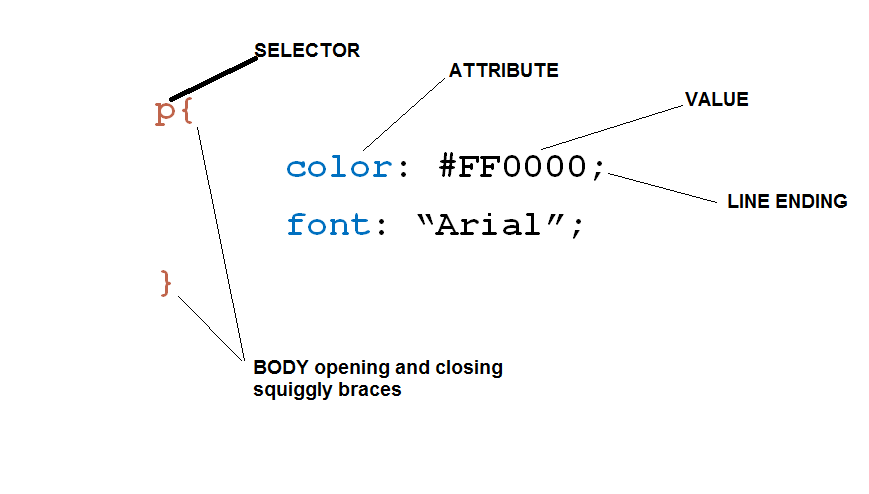 SELECTOR
ATTRIBUTE
VALUE
p{
color: #FF0000;
LINE ENDING
font: “Arial”;
}
BODY opening and closing
squiggly braces